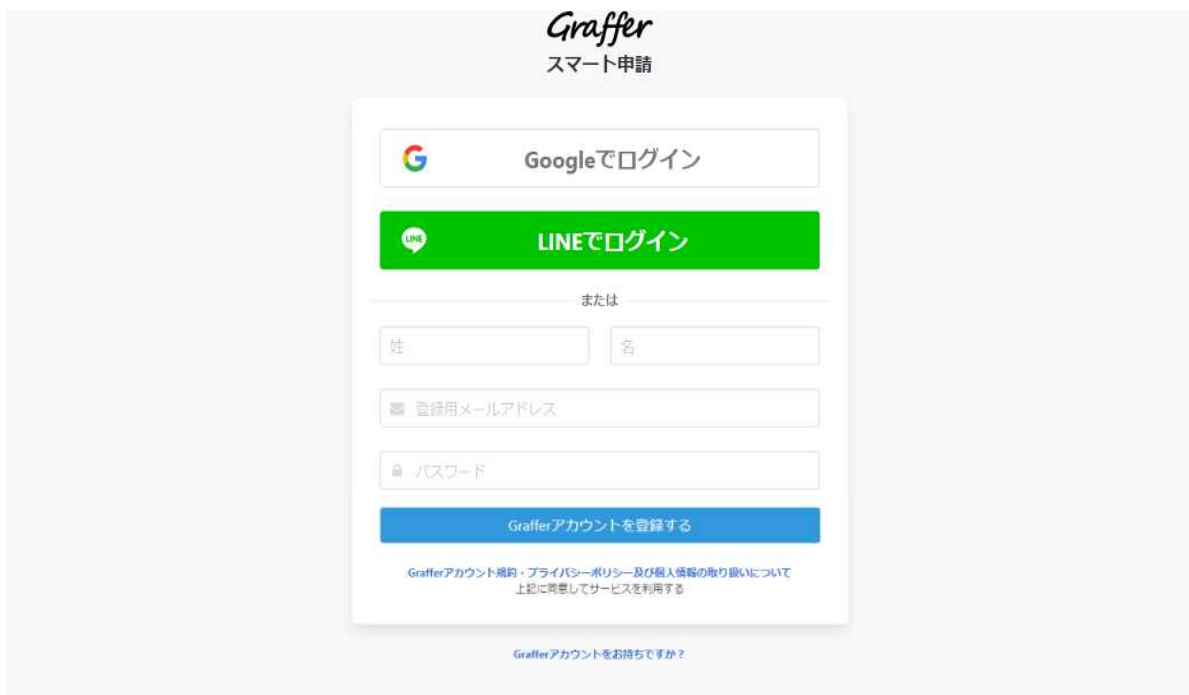 Graffer
スマート申請
Googleでログイン
LINE
LINEでログイン
または
姓 名
登録用メールアドレス
パスワード
Grafferアカウントを登録する
Grafferアカウント規約・プライバシーポリシー及び個人情報の取り扱いについて
上記に同意してサービスを利用する
Grafferアカウントをお持ちですか？